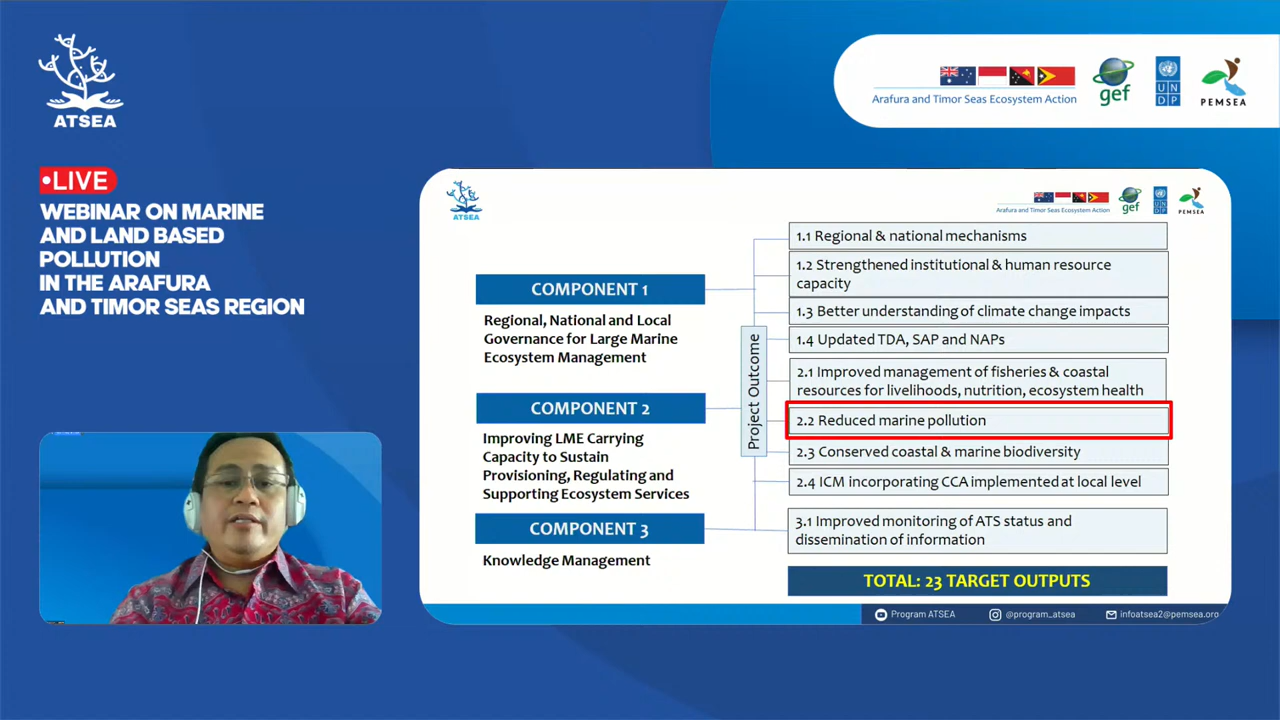 ATSEA
•LIVE
WEBINAR ON MARINE
AND LAND BASED
POLLUTION
IN THE ARAFURA
AND TIMOR SEAS REGION
Arafura and Timor Seas Ecosystem Action
gef
UN
DP
PEMSEA
ATSEA
Arafura and Timor Seas Ecosystem Action
gef
UN
DP
PEMSEA
COMPONENT 1
Regional, National and Local
Governance for Large Marine
Ecosystem Management
COMPONENT 2
Improving LME Carrying
Capacity to Sustain
Provisioning, Regulating and
Supporting Ecosystem Services
COMPONENT 3
Knowledge Management
Project Outcome
1.1 Regional & national mechanisms
1.2 Strengthened institutional & human resource
capacity
1.3 Better understanding of climate change impacts
1.4 Updated TDA, SAP and NAPs
2.1 Improved management of fisheries & coastal
resources for livelihoods, nutrition, ecosystem health
2.2 Reduced marine pollution
2.3 Conserved coastal & marine biodiversity
2.4 ICM incorporating CCA implemented at local level
3.1 Improved monitoring of ATS status and
dissemination of information
TOTAL: 23 TARGET OUTPUTS
Program ATSEA
@program_atsea
infoatsea2@pemsea.org